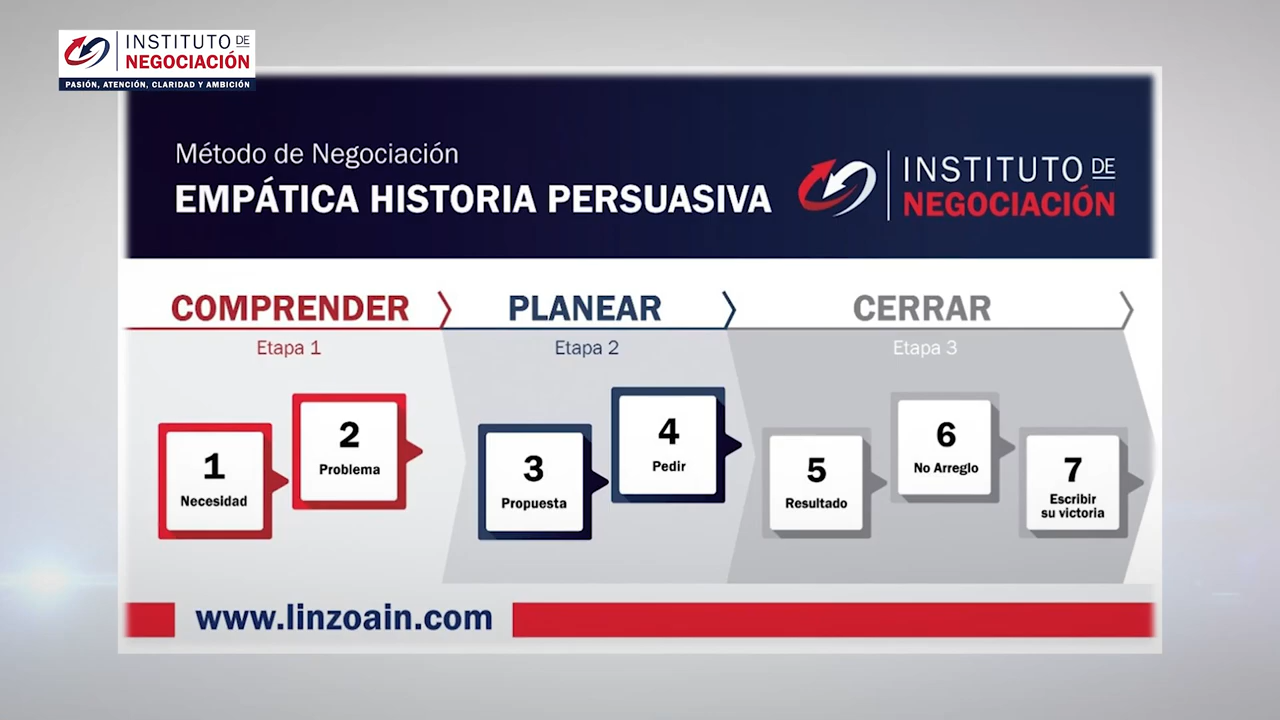 INSTITUTO DE
NEGOCIACIÓN
PASIÓN, ATENCIÓN, CLARIDAD Y AMBICIÓN
Método de Negociación
EMPÁTICA HISTORIA PERSUASIVA
INSTITUTO DE
NEGOCIACIÓN
COMPRENDER
Etapa 1
PLANEAR
Etapa 2
CERRAR
Etapa 3
1
Necesidad
2
Problema
3
Propuesta
4
Pedir
5
Resultado
6
No Arreglo
7
Escribir
su victoria
www.linzoain.com